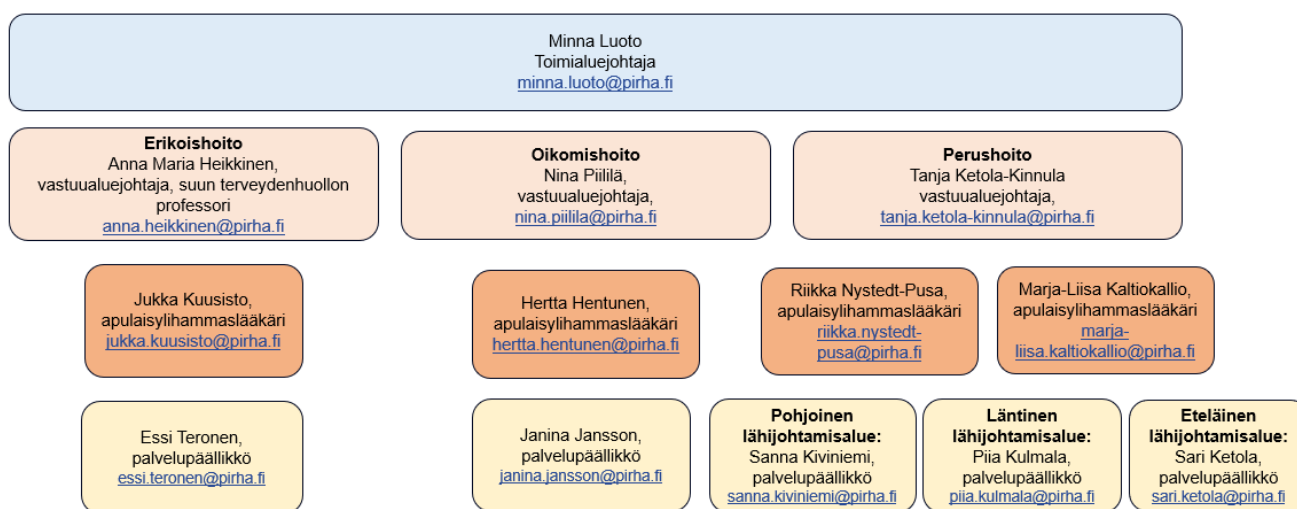 Minna Luoto
Toimialuejohtaja
minna.luoto@pirha.fi
Erikoishoito
Anna Maria Heikkinen,
vastuualuejohtaja, suun terveydenhuollon
professori
anna.heikkinen@pirha.fi
Oikomishoito
Nina Piililä,
vastuualuejohtaja,
nina.piilila@pirha.fi
Perushoito
Tanja Ketola-Kinnula
vastuualuejohtaja,
tanja.ketola-kinnula@pirha.fi
Jukka Kuusisto,
apulaisylihammaslääkäri
jukka.kuusisto@pirha.fi
Hertta Hentunen,
apulaisylihammaslääkäri
hertta.hentunen@pirha.fi
Riikka Nystedt-Pusa,
apulaisylihammaslääkäri
riikka.nystedt-
pusa@pirha.fi
Marja-Liisa Kaltiokallio,
apulaisylihammaslääkäri
marja-
liisa.kaltiokallio@pirha.fi
Essi Teronen,
palvelupäällikkö
essi.teronen@pirha.fi
Janina Jansson,
palvelupäällikkö
janina.jansson@pirha.fi
Pohjoinen
lähijohtamisalue:
Sanna Kiviniemi,
palvelupäällikkö
sanna.kiviniemi@pirha.fi
Läntinen
lähijohtamisalue:
Piia Kulmala,
palvelupäällikkö
piia.kulmala@pirha.fi
Eteläinen
lähijohtamisalue:
Sari Ketola,
palvelupäällikkö
sari.ketola@pirha.fi